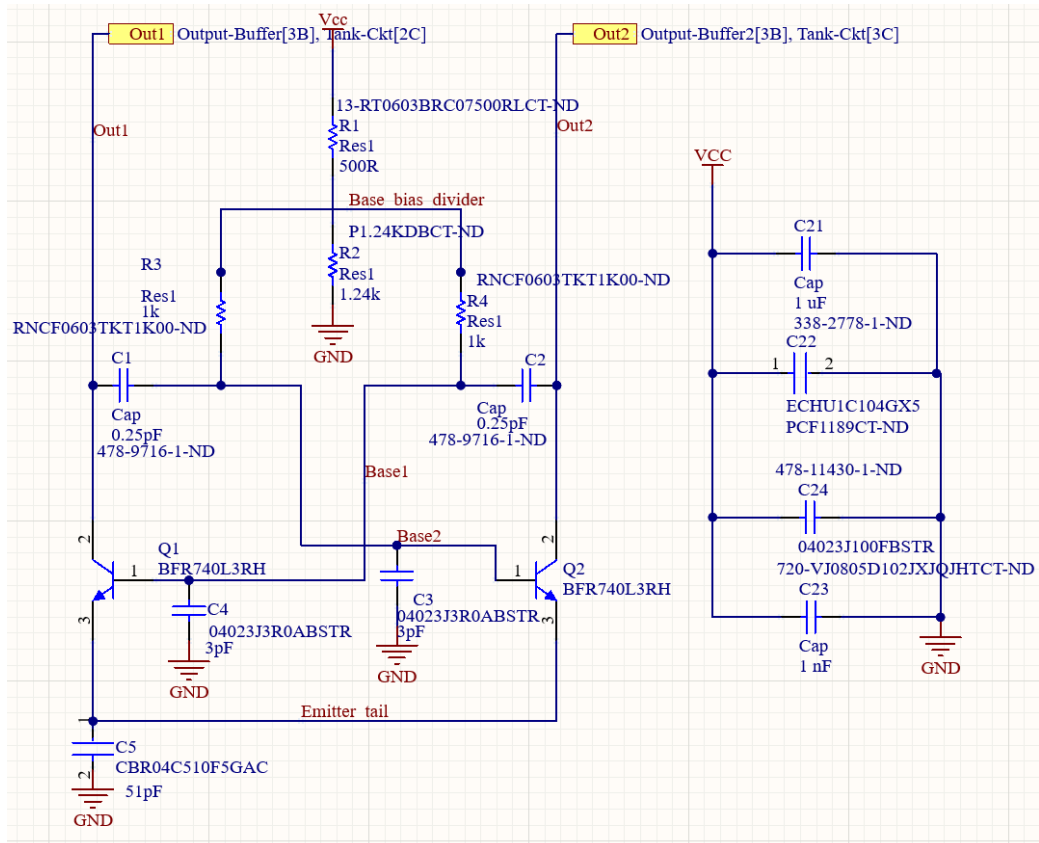 Vcc
Out1 Output-Buffer[3B], Tank-Ckt[2C]
Out2 Output-Buffer2[3B], Tank-Ckt[3C]
13-RT0603BRC07500RLCT-ND
R1
Res1
500R
Out1
Out2
Base bias divider
P1.24KDBCT-ND
R2
Res1
1.24k
GND
R3
Res1
1k
RNCF0603TKT1K00-ND
RNCF0603TKT1K00-ND
R4
Res1
1k
C1
Cap
0.25pF
478-9716-1-ND
C2
Cap
0.25pF
478-9716-1-ND
Base1
Base2
2
Q1
BFR740L3RH
1
3
2
1
Q2
BFR740L3RH
3
C4
04023J3R0ABSTR
3pF
GND
C3
04023J3R0ABSTR
3pF
GND
Emitter tail
1
C5
CBR04C510F5GAC
2
51pF
GND
VCC
C21
Cap
1 uF
338-2778-1-ND
C22
1 2
ECHU1C104GX5
PCF1189CT-ND
478-11430-1-ND
C24
04023J100FBSTR
720-VJ0805D102JXJQJHTCT-ND
C23
Cap
1 nF
GND